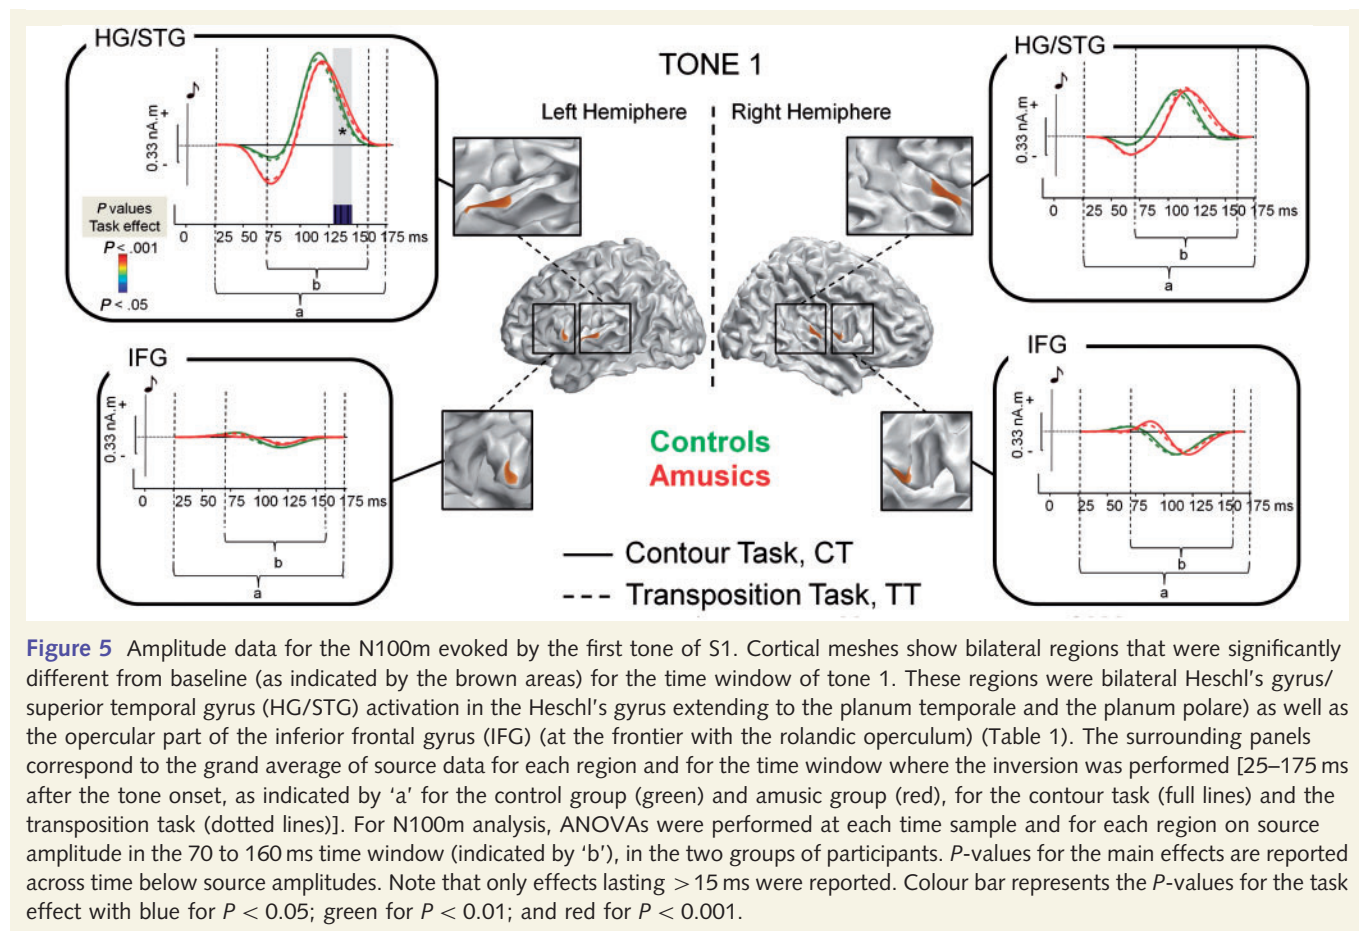 HG/STG
0.33 nA.m
+
-
*
P values
Task effect
P < .001
P < .05
0 25 50 75 100 125 150 175 ms
b
a
TONE 1
Left Hemiphere
Right Hemiphere
HG/STG
0.33 nA.m
+
-
0 25 50 75 100 125 150 175 ms
b
a
IFG
0.33 nA.m
+
-
0 25 50 75 100 125 150 175 ms
b
a
Controls
Amusics
Contour Task, CT
Transposition Task, TT
IFG
0.33 nA.m
+
-
0 25 50 75 100 125 150 175 ms
b
a
Figure 5 Amplitude data for the N100m evoked by the first tone of S1. Cortical meshes show bilateral regions that were significantly
different from baseline (as indicated by the brown areas) for the time window of tone 1. These regions were bilateral Heschl's gyrus/
superior temporal gyrus (HG/STG) activation in the Heschl's gyrus extending to the planum temporale and the planum polare) as well as
the opercular part of the inferior frontal gyrus (IFG) (at the frontier with the rolandic operculum) (Table 1). The surrounding panels
correspond to the grand average of source data for each region and for the time window where the inversion was performed [25–175 ms
after the tone onset, as indicated by 'a' for the control group (green) and amusic group (red), for the contour task (full lines) and the
transposition task (dotted lines)]. For N100m analysis, ANOVAs were performed at each time sample and for each region on source
amplitude in the 70 to 160 ms time window (indicated by 'b'), in the two groups of participants. P-values for the main effects are reported
across time below source amplitudes. Note that only effects lasting >15 ms were reported. Colour bar represents the P-values for the task
effect with blue for P < 0.05; green for P < 0.01; and red for P < 0.001.